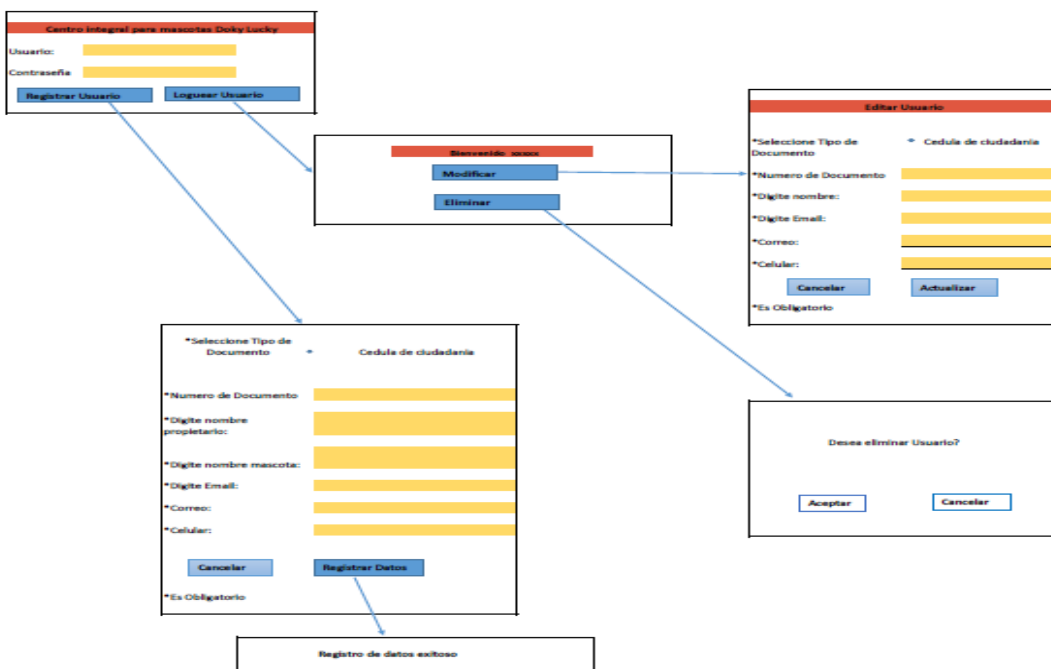 Centro integral para mascotas Doky Lucky
Usuario:
Contraseña
Registrar Usuario
Loguear Usuario
Bienvenido xxxxx
Modificar
Eliminar
Editar Usuario
*Seleccione Tipo de
Documento
Cedula de ciudadania
*Numero de Documento
*Digite nombre:
*Digite Email:
*Correo:
*Celular:
Cancelar
Actualizar
*Es Obligatorio
*Seleccione Tipo de
Documento
Cedula de ciudadania
*Numero de Documento
*Digite nombre
propietario:
*Digite nombre mascota:
*Digite Email:
*Correo:
*Celular:
Cancelar
Registrar Datos
*Es Obligatorio
Desea eliminar Usuario?
Aceptar
Cancelar
Registro de datos exitoso